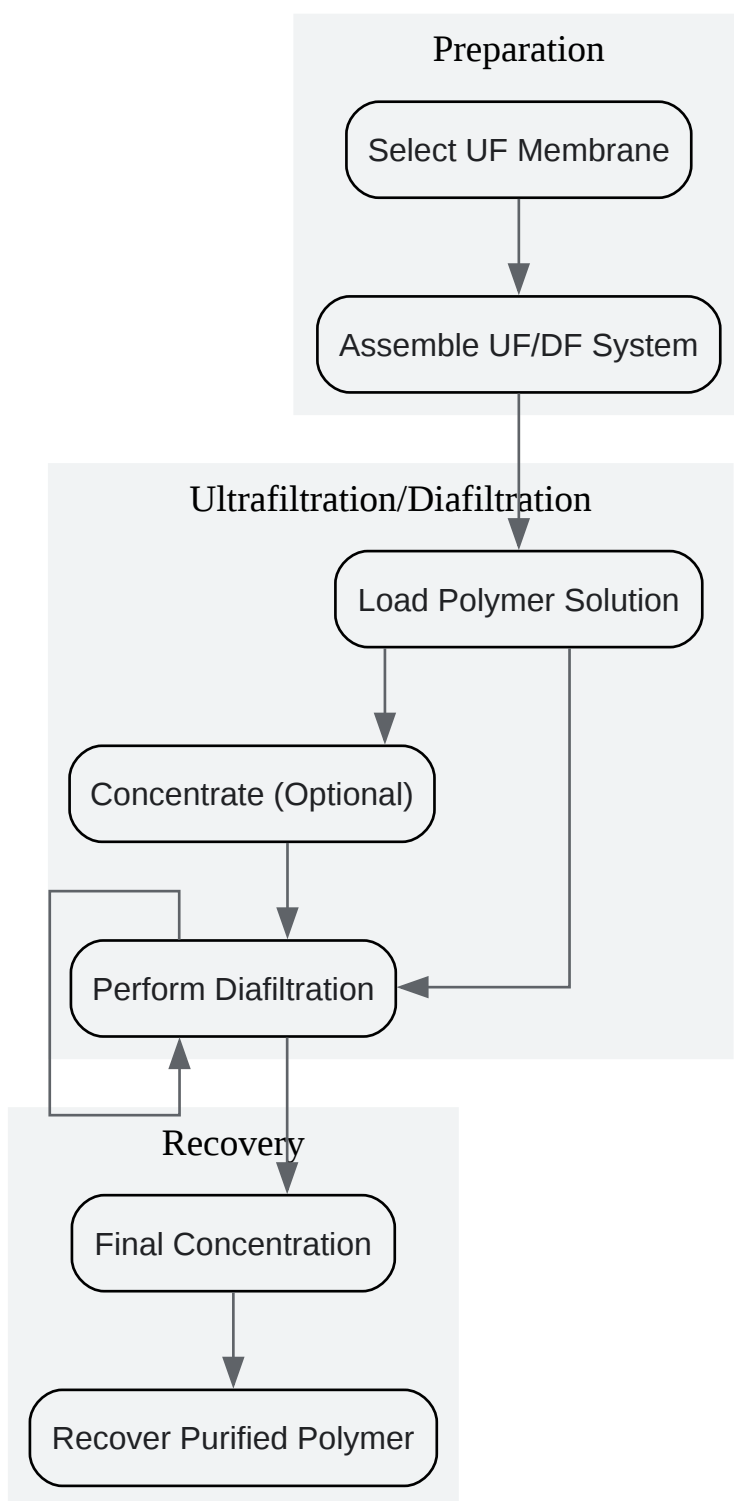 Preparation
Select UF Membrane
Assemble UF/DF System
Ultrafiltration/Diafiltration
Load Polymer Solution
Concentrate (Optional)
Perform Diafiltration
Recovery
Final Concentration
Recover Purified Polymer